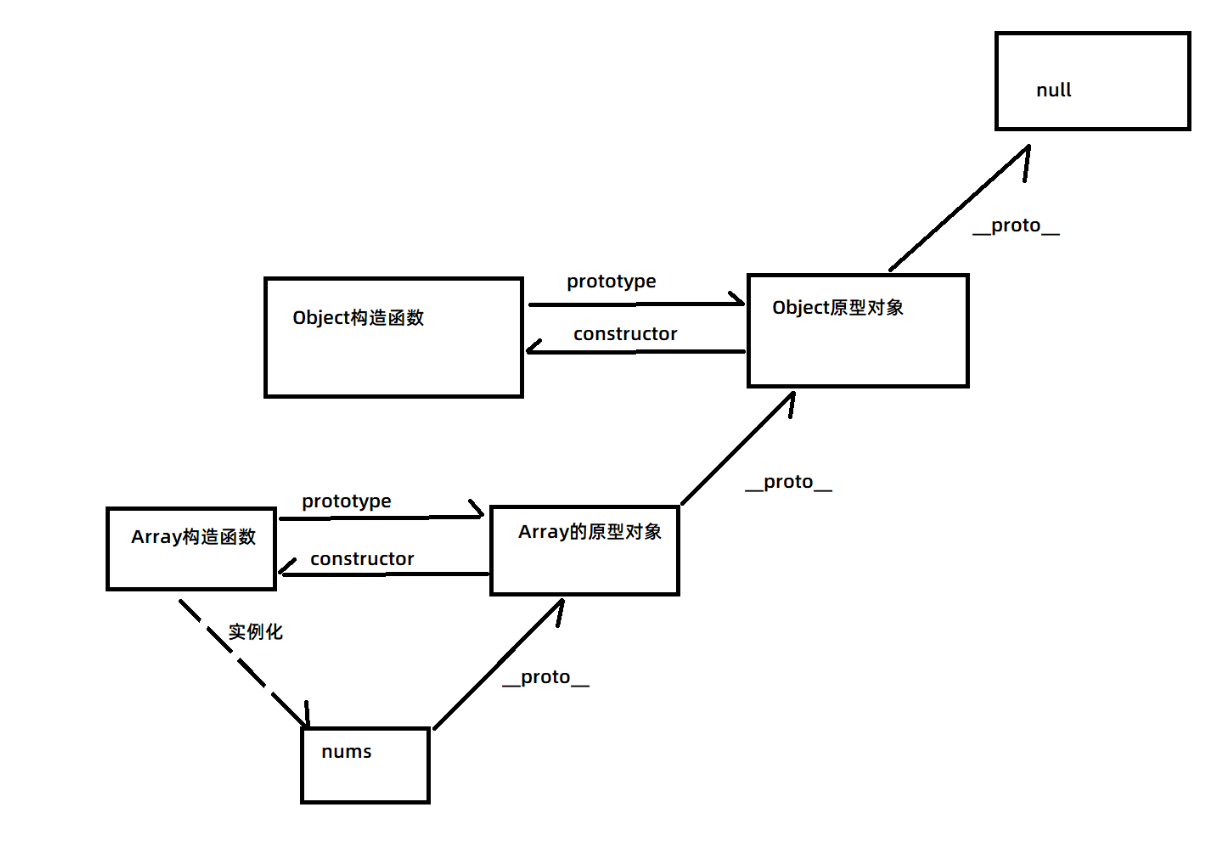 null
__proto__
prototype
Object构造函数
Object原型对象
constructor
__proto__
prototype
Array构造函数
Array的原型对象
constructor
实例化
__proto__
nums